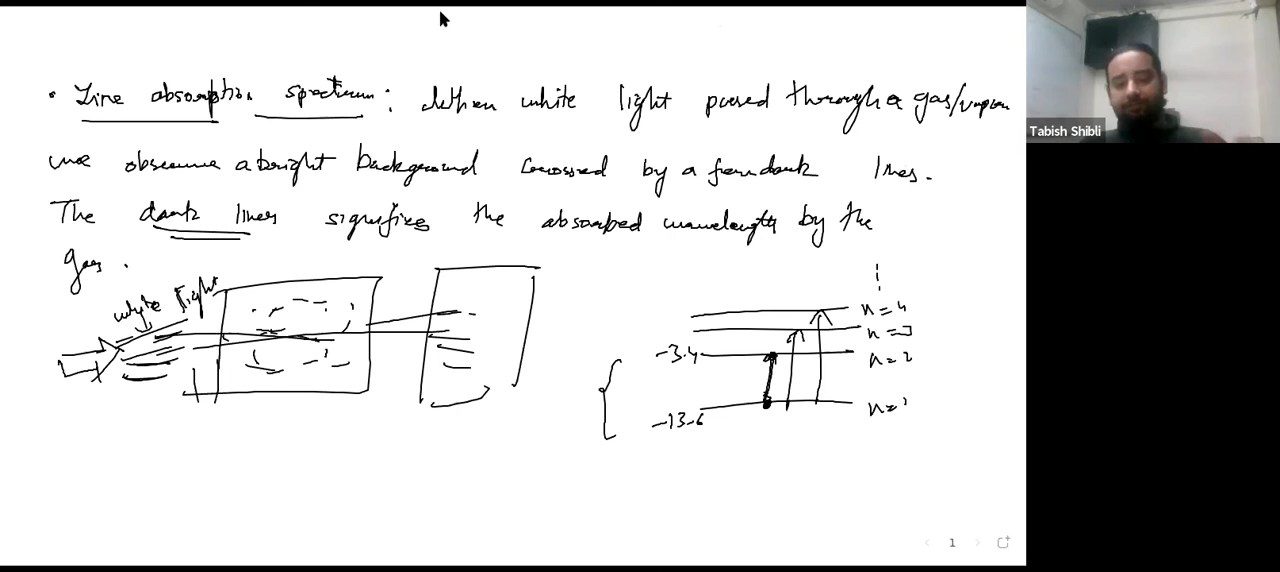 • Line absorption spectrum: When white light passed through a gas/vapour
we observe a bright background crossed by a few dark lines.
The dark lines signifies the absorbed wavelength by the
gas.
white light
n=4
n=3
-3.4 n=2
-13.6 n=1
Tabish Shibli
1